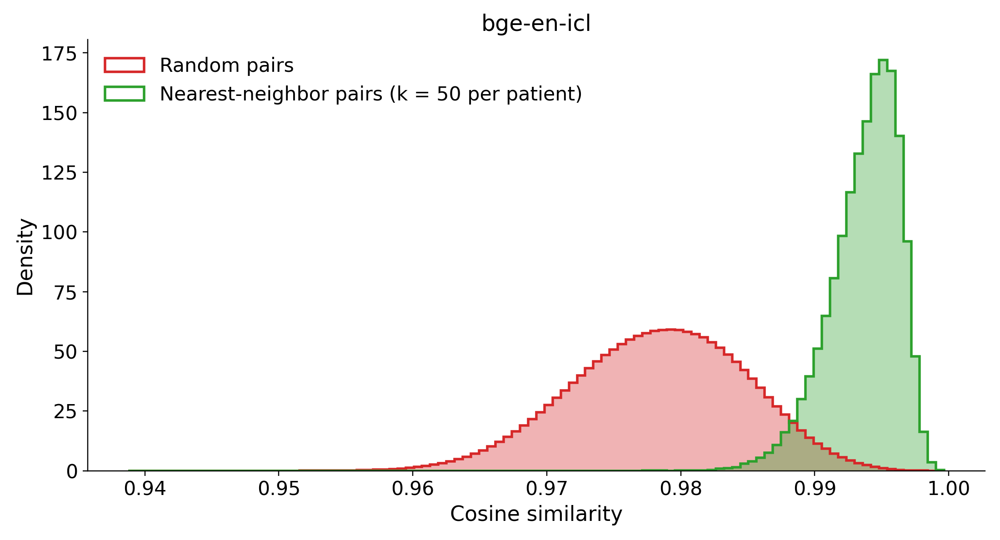 bge-en-icl
Random pairs
Nearest-neighbor pairs (k = 50 per patient)
175
150
125
100
75
50
25
0
Density
0.94 0.95 0.96 0.97 0.98 0.99 1.00
Cosine similarity